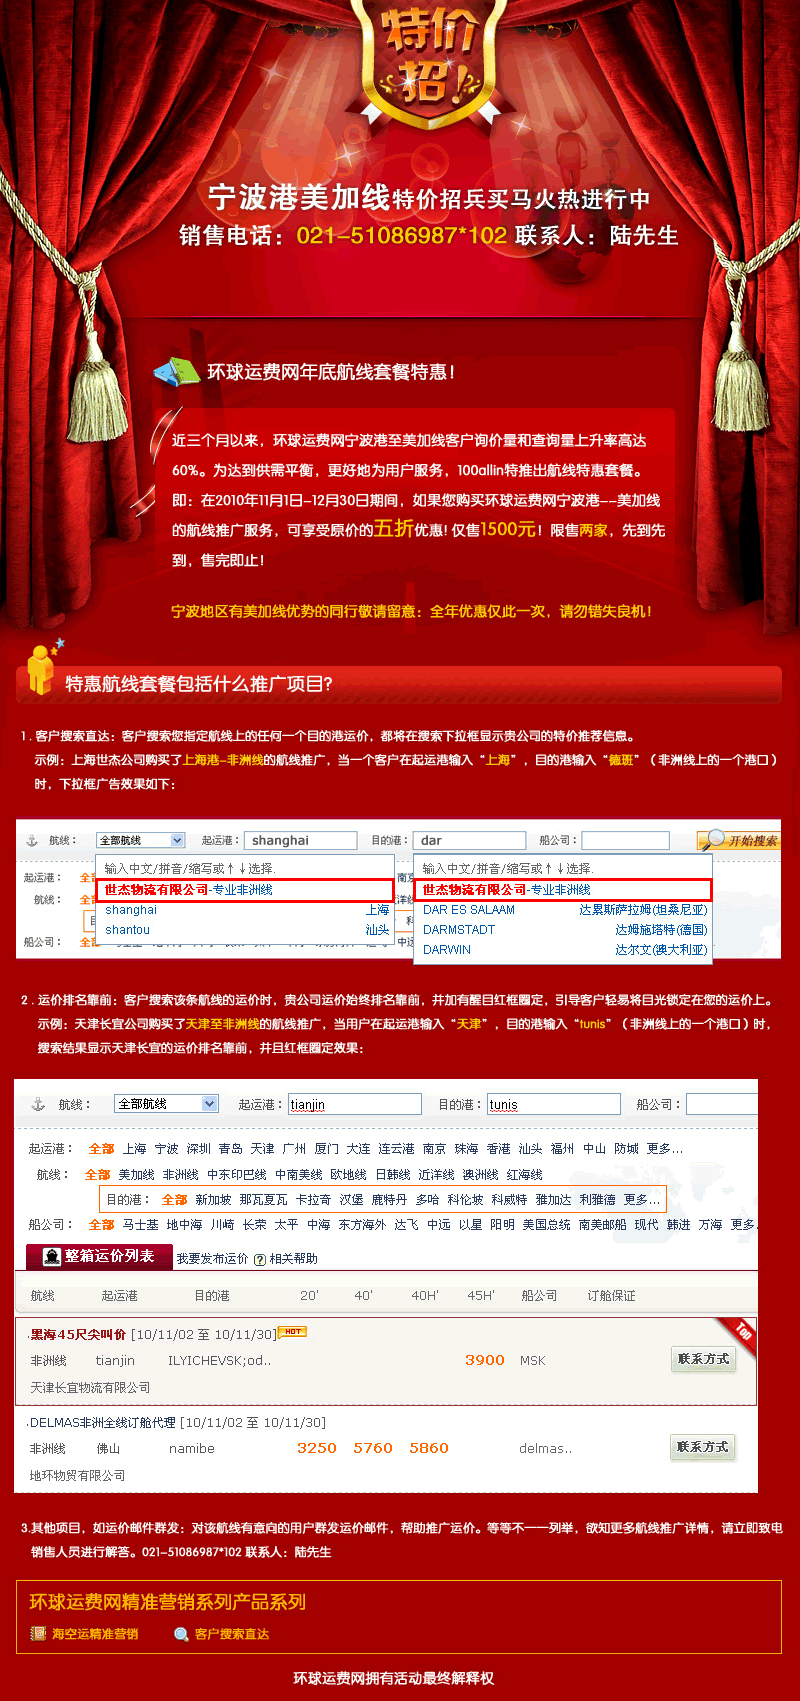 特价
招!
宁波港美加线特价招兵买马火热进行中
销售电话：021-51086987*102 联系人：陆先生
环球运费网年底航线套餐特惠!
近三个月以来，环球运费网宁波港至美加线客户询价量和查询量上升率高达
60%。为达到供需平衡，更好地为用户服务，100allin特推出航线特惠套餐。
即：在2010年11月1日-12月30日期间，如果您购买环球运费网宁波港--美加线
的航线推广服务，可享受原价的五折优惠! 仅售1500元! 限售两家，先到先
到，售完即止!
宁波地区有美加线优势的同行敬请留意：全年优惠仅此一次，请勿错失良机!
特惠航线套餐包括什么推广项目?
1 . 客户搜索直达：客户搜索您指定航线上的任何一个目的港运价，都将在搜索下拉框显示贵公司的特价推荐信息。
示例：上海世杰公司购买了上海港-非洲线的航线推广，当一个客户在起运港输入“上海”，目的港输入“德班”（非洲线上的一个港口）
时，下拉框广告效果如下：
航线： 全部航线 起运港： shanghai 目的港： dar 船公司： 开始搜索
输入中文/拼音/缩写或↑↓选择. 输入中文/拼音/缩写或↑↓选择.
起运港：
世杰物流有限公司-专业非洲线 世杰物流有限公司-专业非洲线
航线：
shanghai 上海 DAR ES SALAAM 达累斯萨拉姆(坦桑尼亚)
shantou 汕头 DARMSTADT 达姆施塔特(德国)
船公司：
DARWIN 达尔文(澳大利亚)
2 . 运价排名靠前：客户搜索该条航线的运价时，贵公司运价始终排名靠前，并加有醒目红框圈定，引导客户轻易将目光锁定在您的运价上。
示例：天津长宜公司购买了天津至非洲线的航线推广，当用户在起运港输入“天津”，目的港输入“tunis”（非洲线上的一个港口）时，
搜索结果显示天津长宜的运价排名靠前，并且红框圈定效果：
航线： 全部航线 起运港： tianjin 目的港： tunis 船公司：
起运港： 全部 上海 宁波 深圳 青岛 天津 广州 厦门 大连 连云港 南京 珠海 香港 汕头 福州 中山 防城 更多...
航线： 全部 美加线 非洲线 中东印巴线 中南美线 欧地线 日韩线 近洋线 澳洲线 红海线
目的港： 全部 新加坡 那瓦夏瓦 卡拉奇 汉堡 鹿特丹 多哈 科伦坡 科威特 雅加达 利雅德 更多...
船公司： 全部 马士基 地中海 川崎 长荣 太平 中海 东方海外 达飞 中远 以星 阳明 美国总统 南美邮船 现代 韩进 万海 更多.
整箱运价列表 我要发布运价 相关帮助
航线 起运港 目的港 20' 40' 40H' 45H' 船公司 订舱保证
.黑海45尺尖叫价 [10/11/02 至 10/11/30] HOT Top
非洲线 tianjin ILYICHEVSK;od.. 3900 MSK 联系方式
天津长宜物流有限公司
.DELMAS非洲全线订舱代理 [10/11/02 至 10/11/30]
非洲线 佛山 namibe 3250 5760 5860 delmas.. 联系方式
地环物贸有限公司
3.其他项目，如运价邮件群发：对该航线有意向的用户群发运价邮件，帮助推广运价。等等不一一列举，欲知更多航线推广详情，请立即致电
销售人员进行解答。021-51086987*102 联系人：陆先生
环球运费网精准营销系列产品系列
海空运精准营销 客户搜索直达
环球运费网拥有活动最终解释权